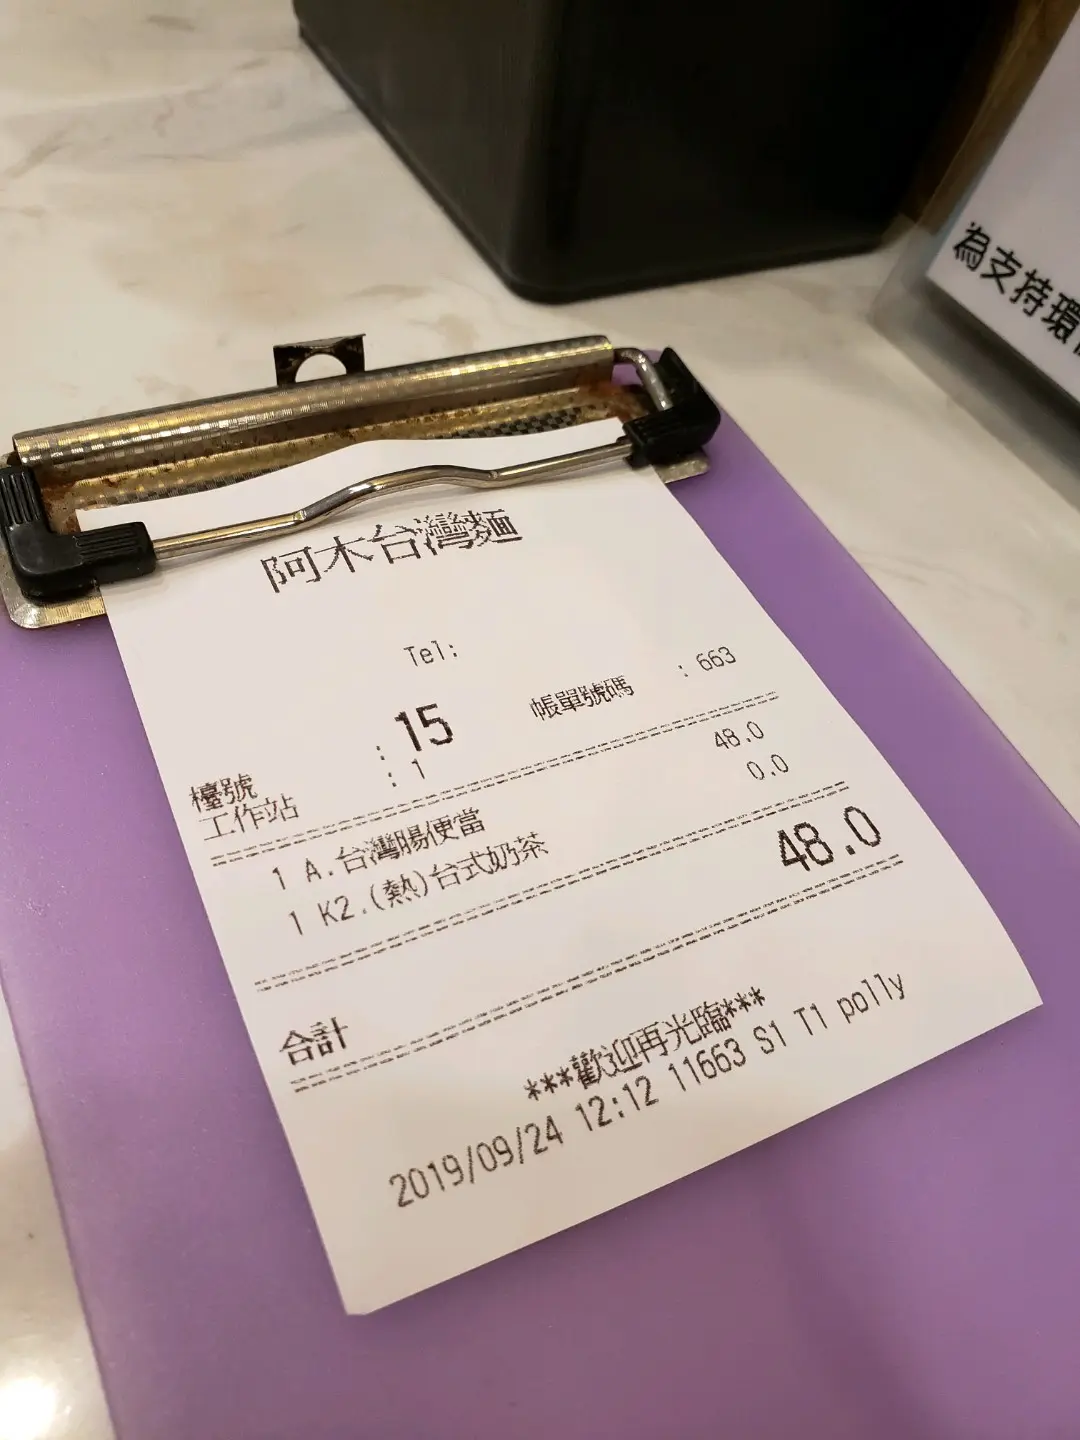 為支持環
阿木台灣麵
Tel:
檯號 : 15 帳單號碼 : 663
工作站 : 1
1 A.台灣腸便當 48.0
1 K2.(熱)台式奶茶 0.0
合計 48.0
***歡迎再光臨***
2019/09/24 12:12 11663 S1 T1 polly